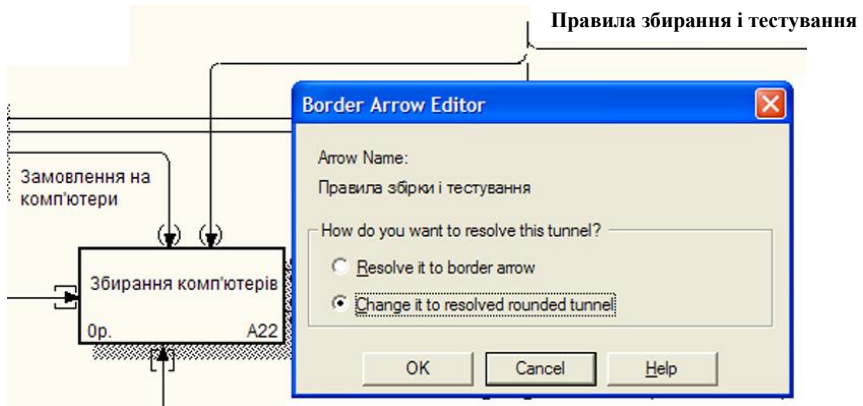 Правила збирання і тестування
Border Arrow Editor
Arrow Name:
Правила збірки і тестування
How do you want to resolve this tunnel?
Resolve it to border arrow
Change it to resolved rounded tunnel
OK
Cancel
Help
Замовлення на
комп'ютери
Збирання комп'ютерів
0р.
A22